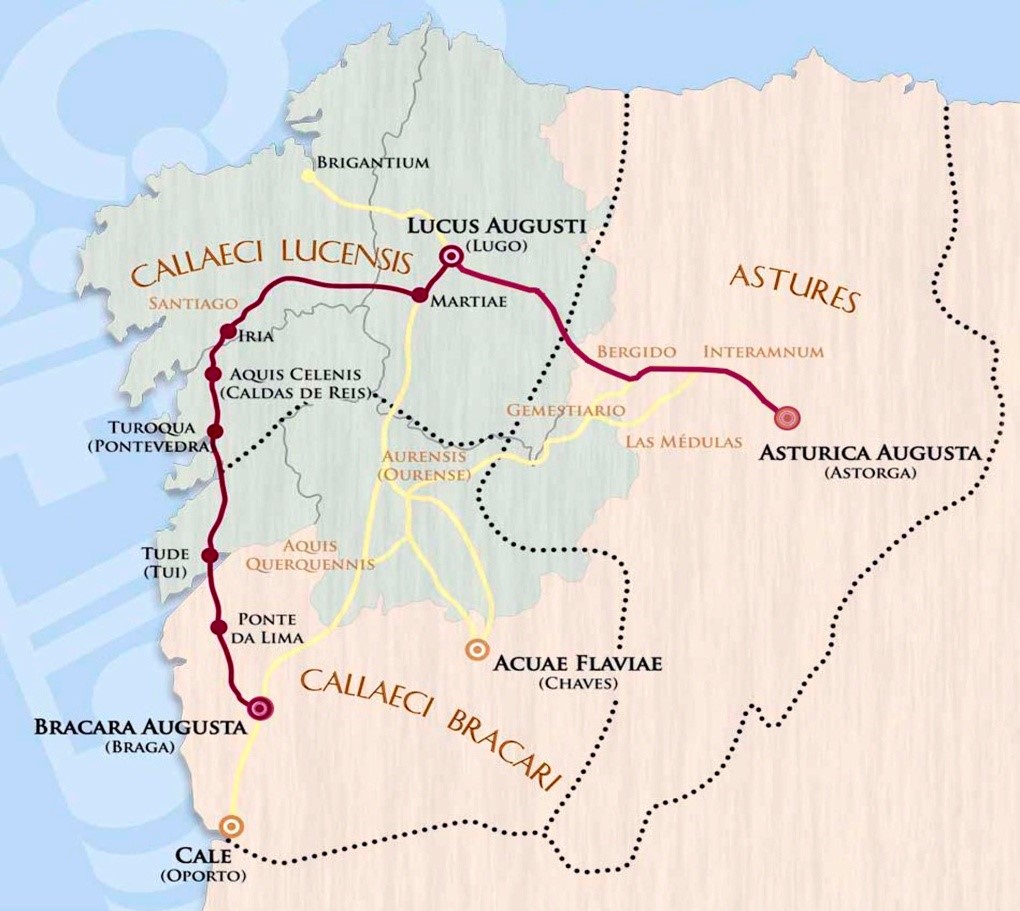 BRIGANTIUM
LUCUS AUGUSTI
(LUGO)
CALLAECI LUCENSIS
ASTURES
SANTIAGO
MARTIAE
IRIA
BERGIDO
INTERAMNUM
AQUIS CELENIS
(CALDAS DE REIS)
GEMESTIARIO
TUROQUA
(PONTEVEDRA)
LAS MÉDULAS
AURENSIS
(OURENSE)
ASTURICA AUGUSTA
(ASTORGA)
TUDE
(TUI)
AQUIS
QUERQUENNIS
PONTE
DA LIMA
ACUAE FLAVIAE
(CHAVES)
CALLAECI BRACARI
BRACARA AUGUSTA
(BRAGA)
CALE
(OPORTO)